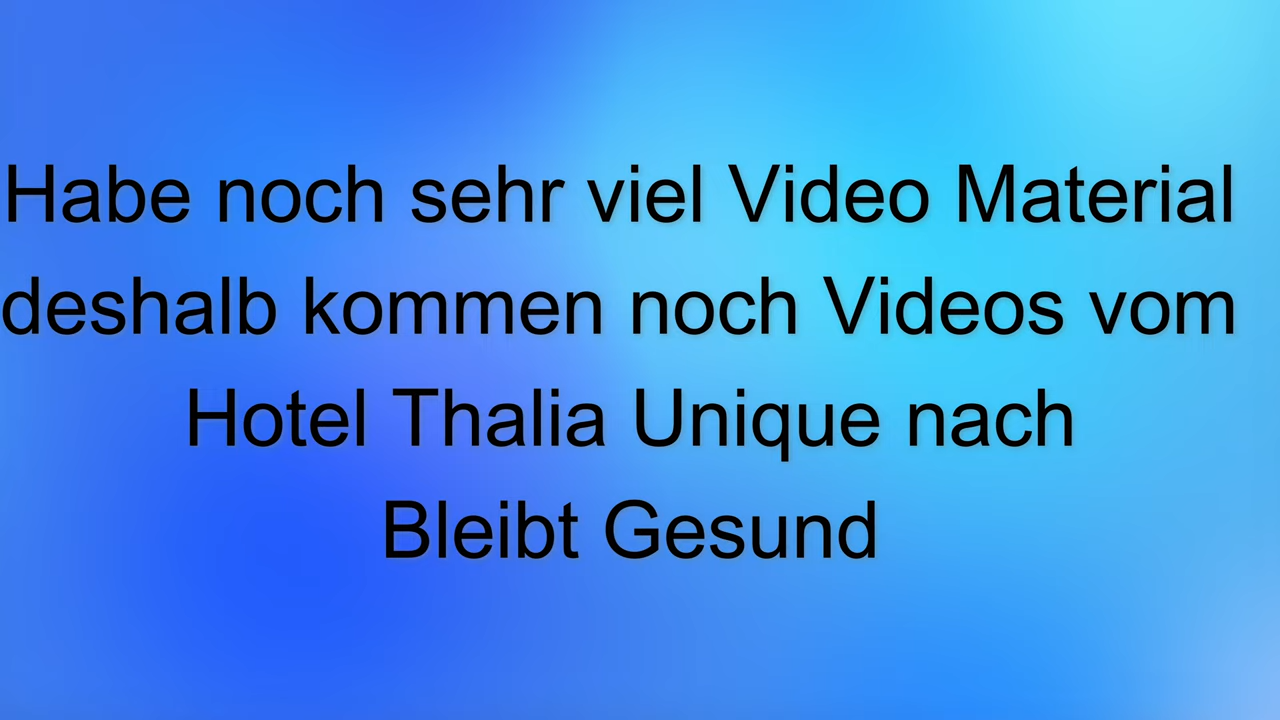 Habe noch sehr viel Video Material
deshalb kommen noch Videos vom
Hotel Thalia Unique nach
Bleibt Gesund